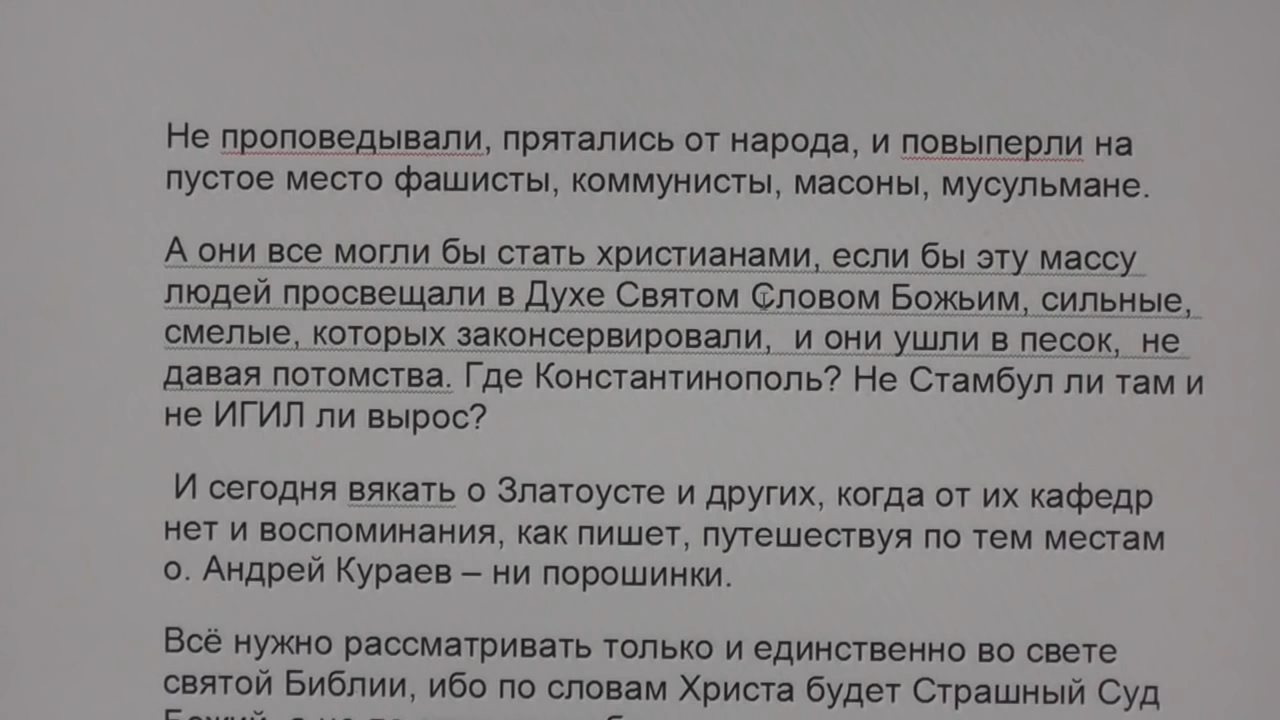 Не проповедывали, прятались от народа, и повыперли на
пустое место фашисты, коммунисты, масоны, мусульмане.
А они все могли бы стать христианами, если бы эту массу
людей просвещали в Духе Святом Словом Божьим, сильные,
смелые, которых законсервировали,  и они ушли в песок,  не
давая потомства. Где Константинополь? Не Стамбул ли там и
не ИГИЛ ли вырос?
И сегодня вякать о Златоусте и других, когда от их кафедр
нет и воспоминания, как пишет, путешествуя по тем местам
о. Андрей Кураев – ни порошинки.
Всё нужно рассматривать только и единственно во свете
святой Библии, ибо по словам Христа будет Страшный Суд